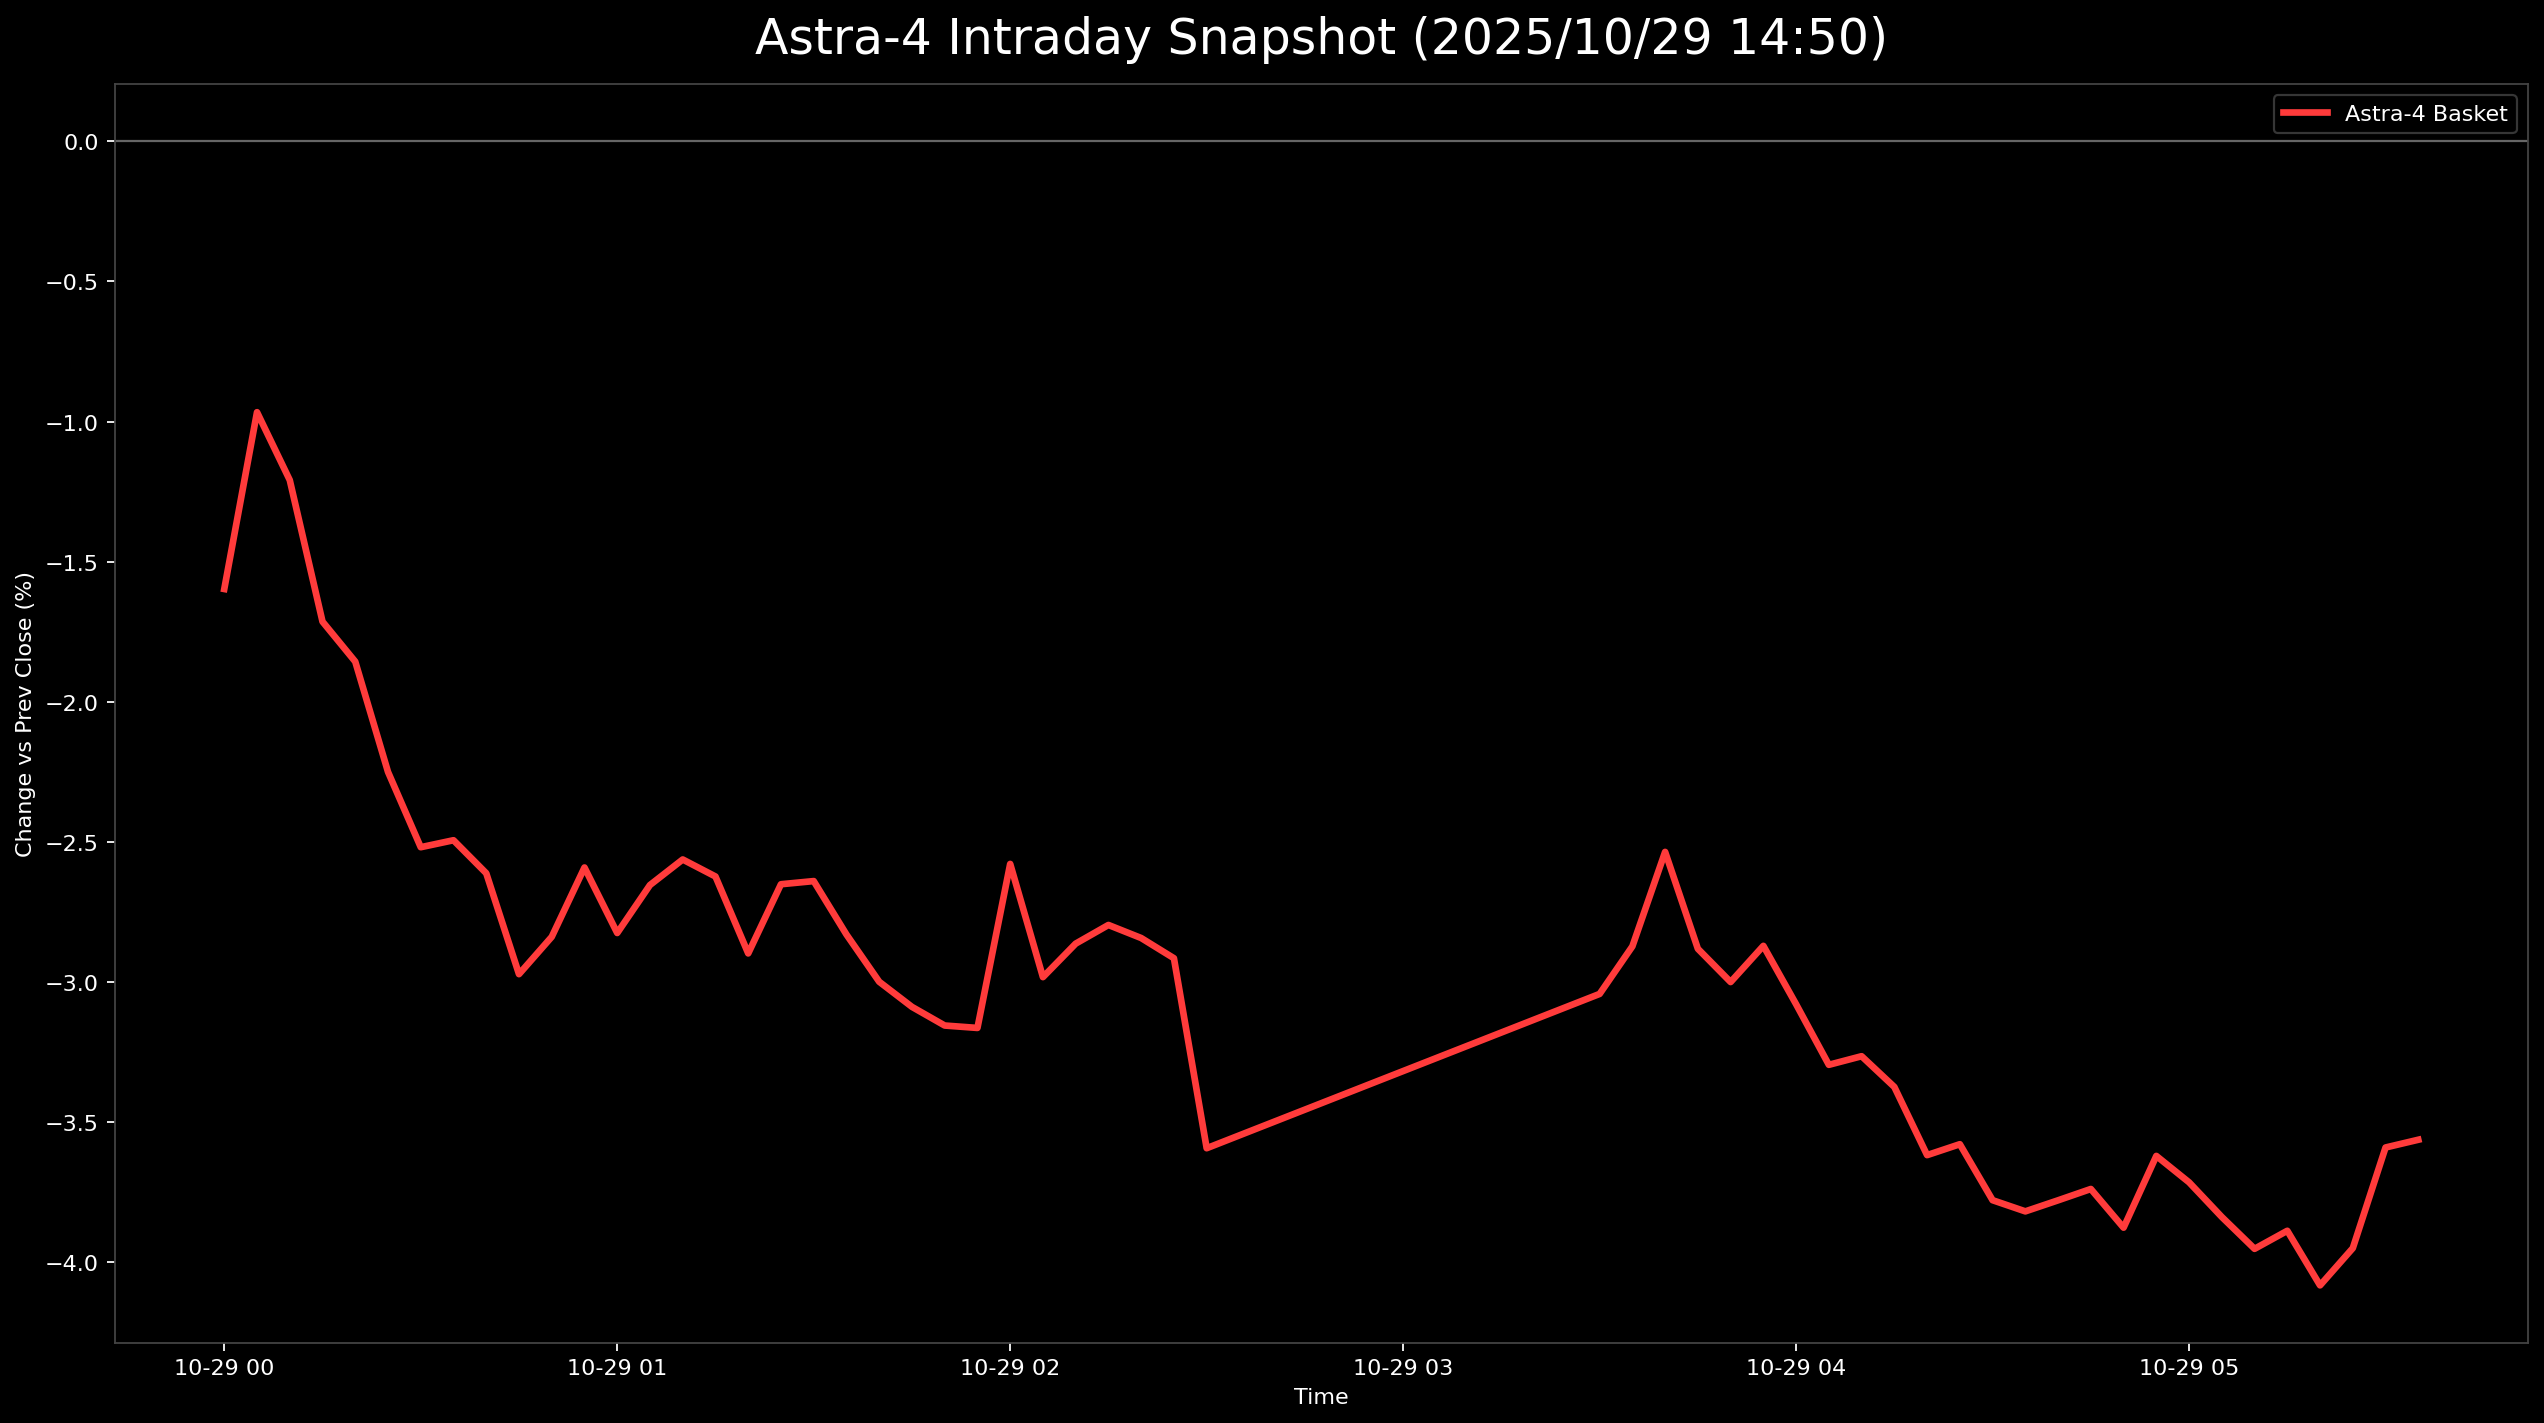 Astra-4 Intraday Snapshot (2025/10/29 14:50)
Astra-4 Basket
Change vs Prev Close (%)
0.0
−0.5
−1.0
−1.5
−2.0
−2.5
−3.0
−3.5
−4.0
10-29 00 10-29 01 10-29 02 10-29 03 10-29 04 10-29 05
Time